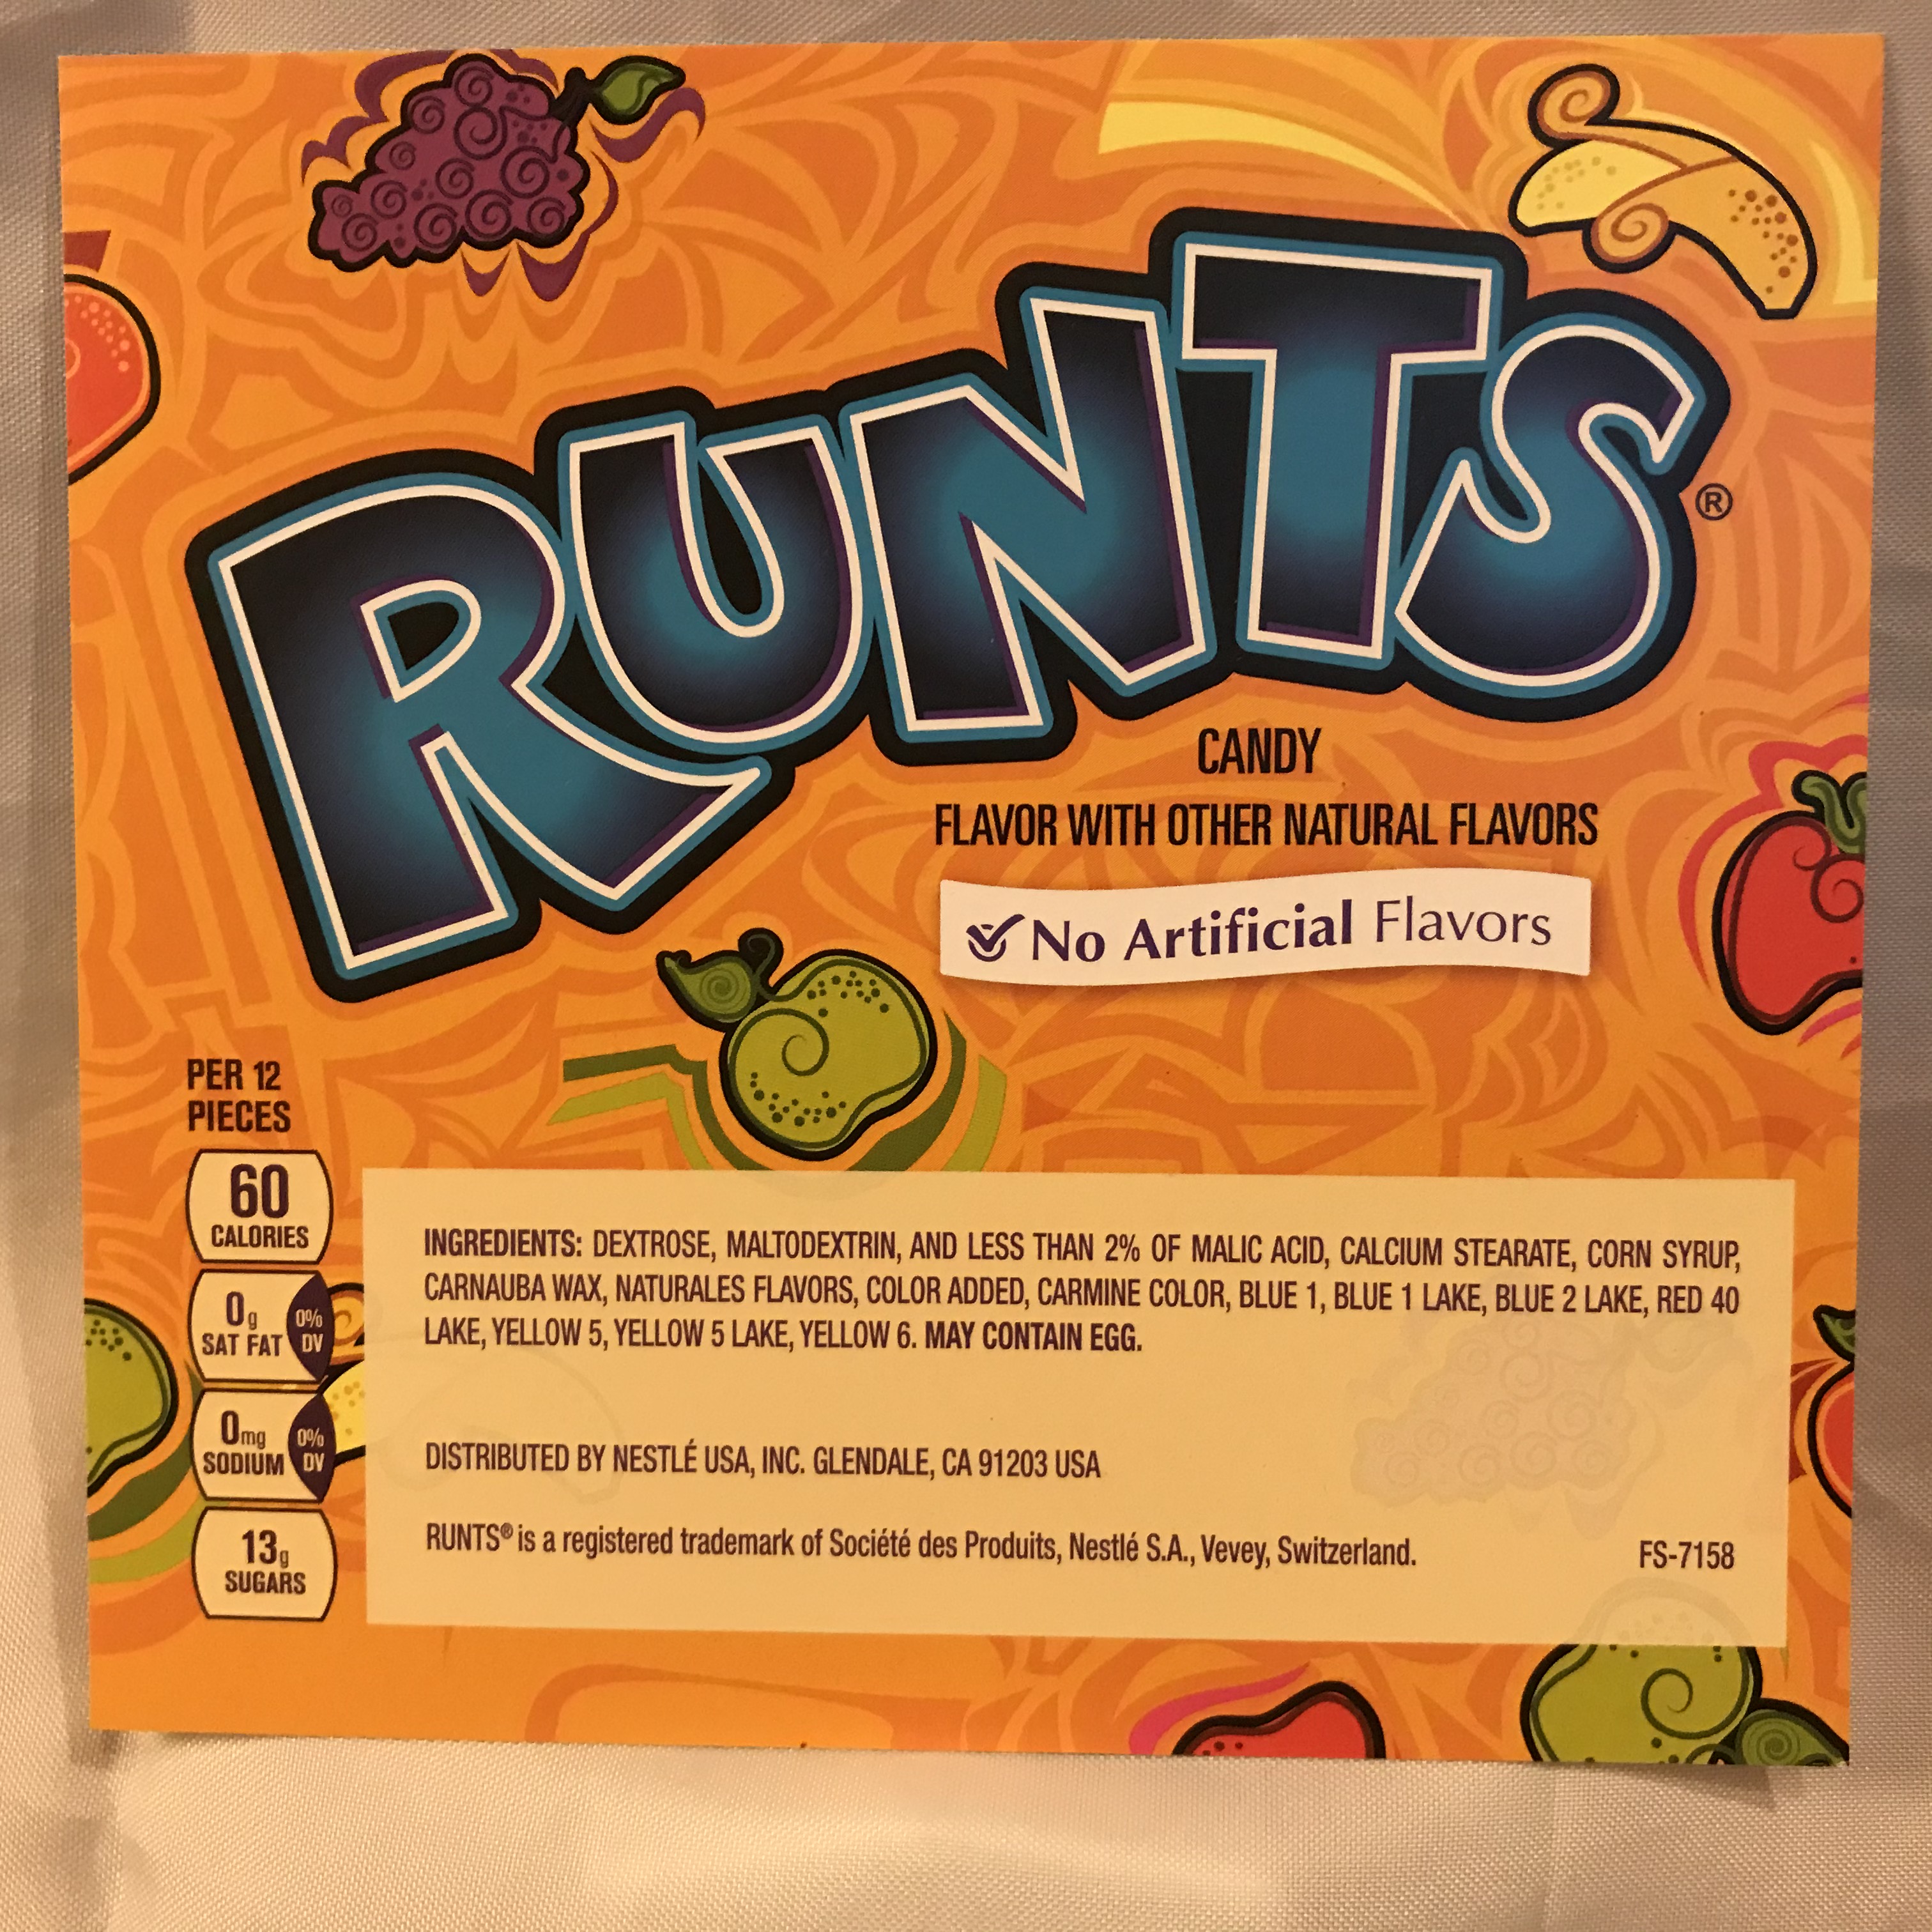 RUNTS®
CANDY
FLAVOR WITH OTHER NATURAL FLAVORS
No Artificial Flavors
PER 12
PIECES
60
CALORIES
0g
SAT FAT
0%
DV
0mg
SODIUM
0%
DV
13g
SUGARS
INGREDIENTS: DEXTROSE, MALTODEXTRIN, AND LESS THAN 2% OF MALIC ACID, CALCIUM STEARATE, CORN SYRUP,
CARNAUBA WAX, NATURALES FLAVORS, COLOR ADDED, CARMINE COLOR, BLUE 1, BLUE 1 LAKE, BLUE 2 LAKE, RED 40
LAKE, YELLOW 5, YELLOW 5 LAKE, YELLOW 6. MAY CONTAIN EGG.
DISTRIBUTED BY NESTLÉ USA, INC. GLENDALE, CA 91203 USA
RUNTS® is a registered trademark of Société des Produits, Nestlé S.A., Vevey, Switzerland.
FS-7158